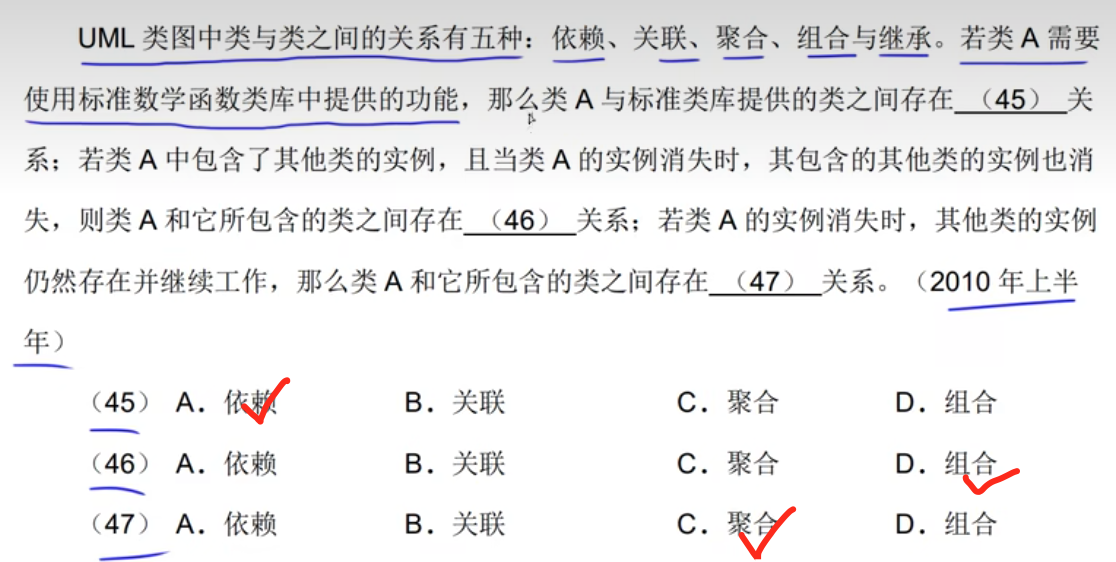 UML 类图中类与类之间的关系有五种：依赖、关联、聚合、组合与继承。若类 A 需要
使用标准数学函数类库中提供的功能，那么类 A 与标准类库提供的类之间存在（45）关
系；若类 A 中包含了其他类的实例，且当类 A 的实例消失时，其包含的其他类的实例也消
失，则类 A 和它所包含的类之间存在（46）关系；若类 A 的实例消失时，其他类的实例
仍然存在并继续工作，那么类 A 和它所包含的类之间存在（47）关系。（2010 年上半
年）
（45） A．依赖 B．关联 C．聚合 D．组合
（46） A．依赖 B．关联 C．聚合 D．组合
（47） A．依赖 B．关联 C．聚合 D．组合